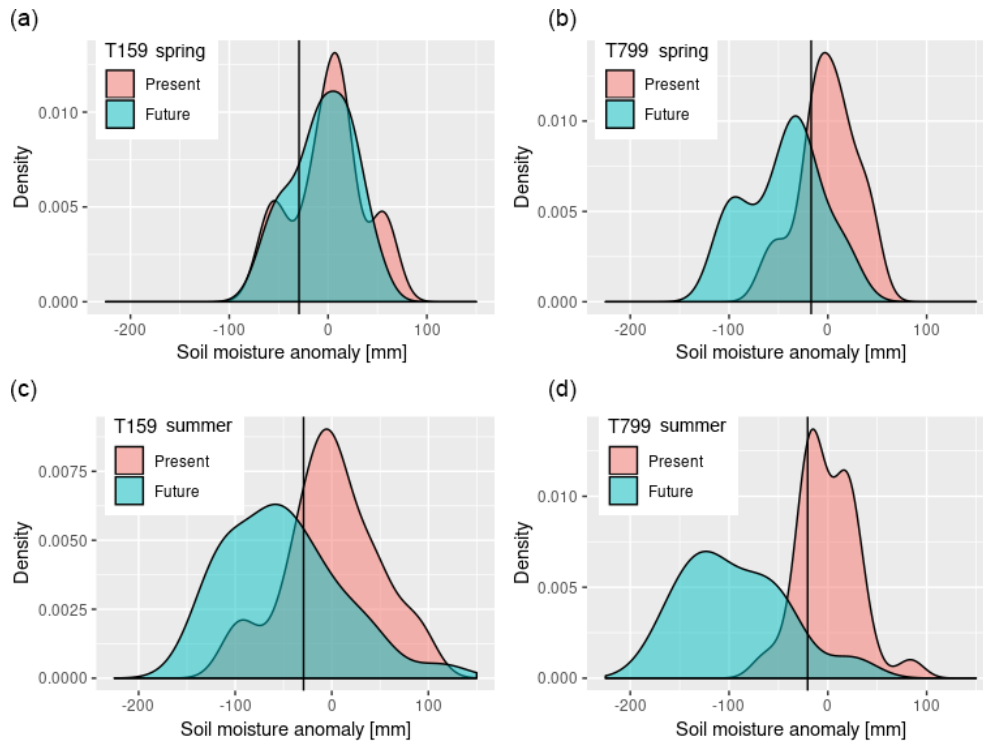 (a)
T159 spring
Present
Future
Density
0.010
0.005
0.000
-200
-100
0
100
Soil moisture anomaly [mm]
(b)
T799 spring
Present
Future
Density
0.010
0.005
0.000
-200
-100
0
100
Soil moisture anomaly [mm]
(c)
T159 summer
Present
Future
Density
0.0075
0.0050
0.0025
0.0000
-200
-100
0
100
Soil moisture anomaly [mm]
(d)
T799 summer
Present
Future
Density
0.010
0.005
0.000
-200
-100
0
100
Soil moisture anomaly [mm]